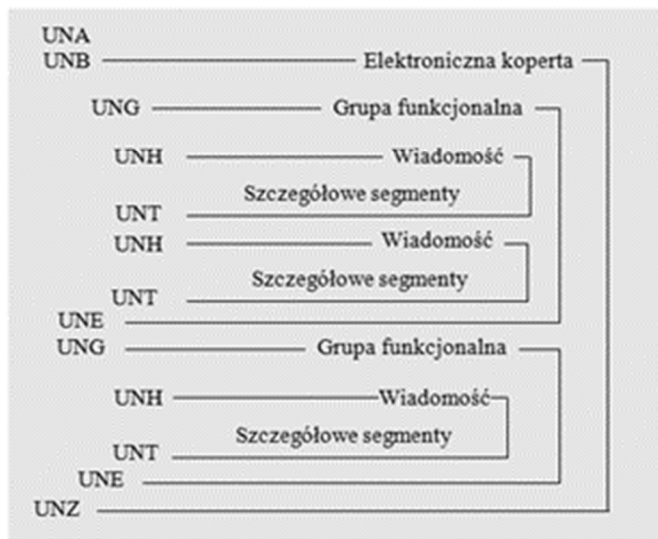 UNA
UNB Elektroniczna koperta
UNG Grupa funkcjonalna
UNH Wiadomość
Szczegółowe segmenty
UNT
UNH Wiadomość
Szczegółowe segmenty
UNT
UNE
UNG Grupa funkcjonalna
UNH Wiadomość
Szczegółowe segmenty
UNT
UNE
UNZ